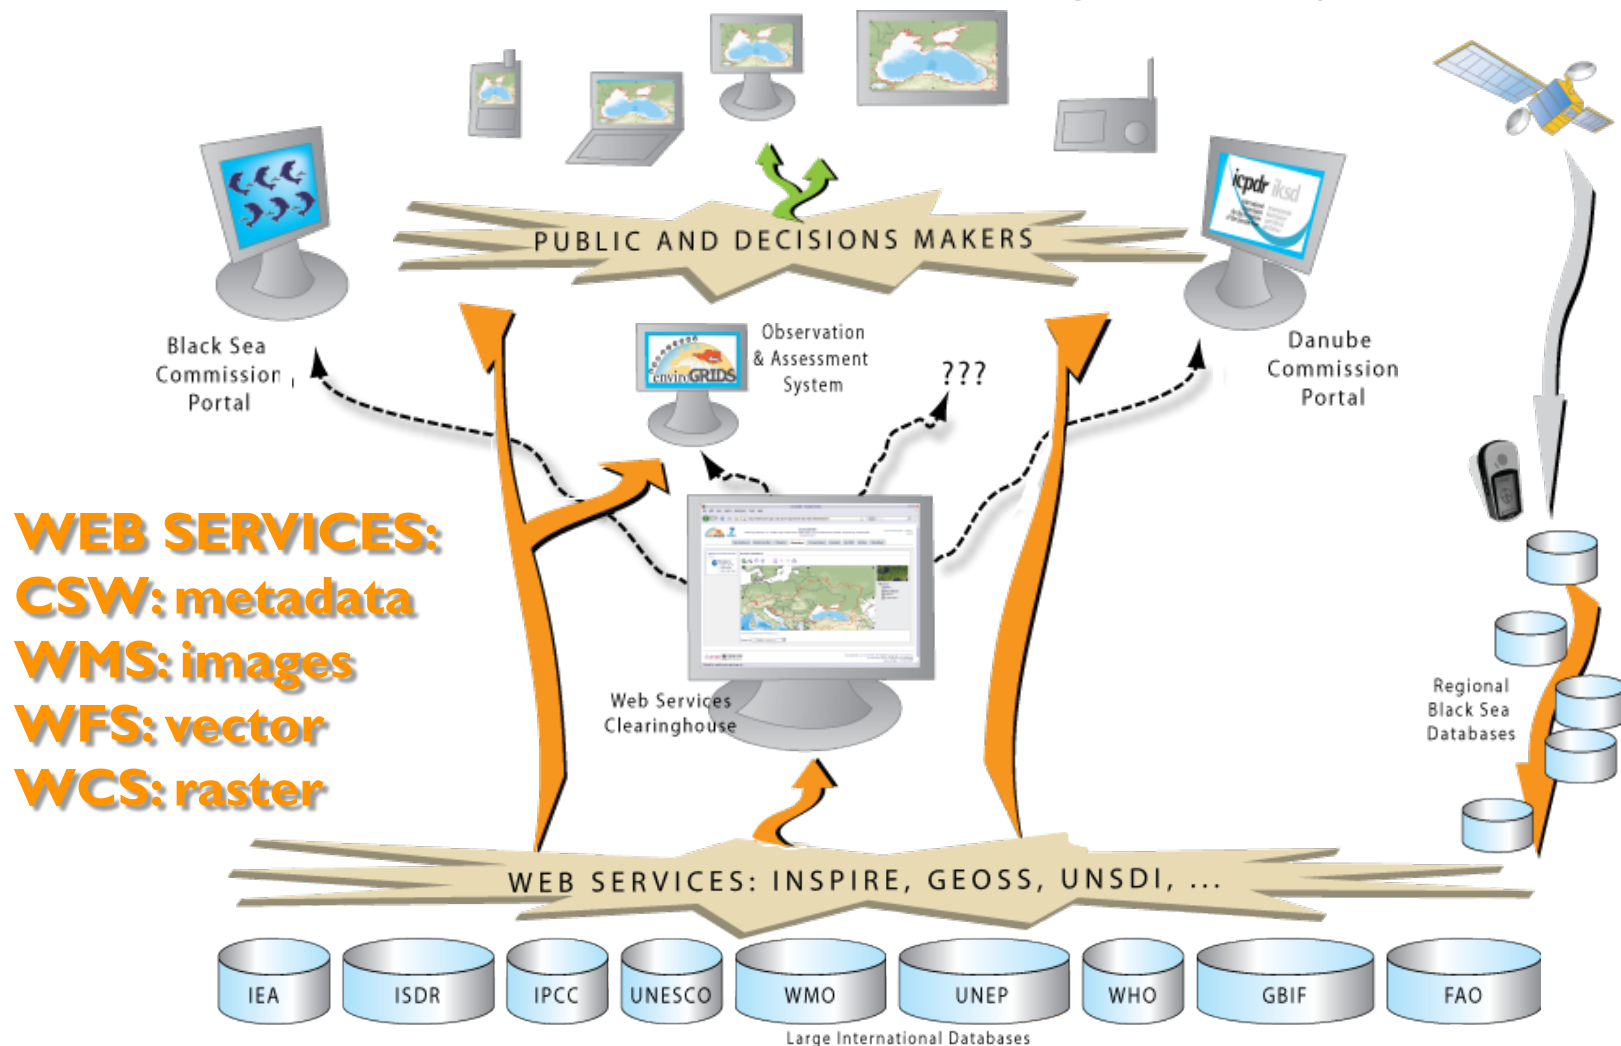 icpdr iksd
PUBLIC AND DECISIONS MAKERS
Black Sea
Commission
Portal
enviroGRIDS
Observation
& Assessment
System
???
Danube
Commission
Portal
WEB SERVICES:
CSW: metadata
WMS: images
WFS: vector
WCS: raster
Web Services
Clearinghouse
Regional
Black Sea
Databases
WEB SERVICES: INSPIRE, GEOSS, UNSDI, ...
IEA
ISDR
IPCC
UNESCO
WMO
UNEP
WHO
GBIF
FAO
Large International Databases